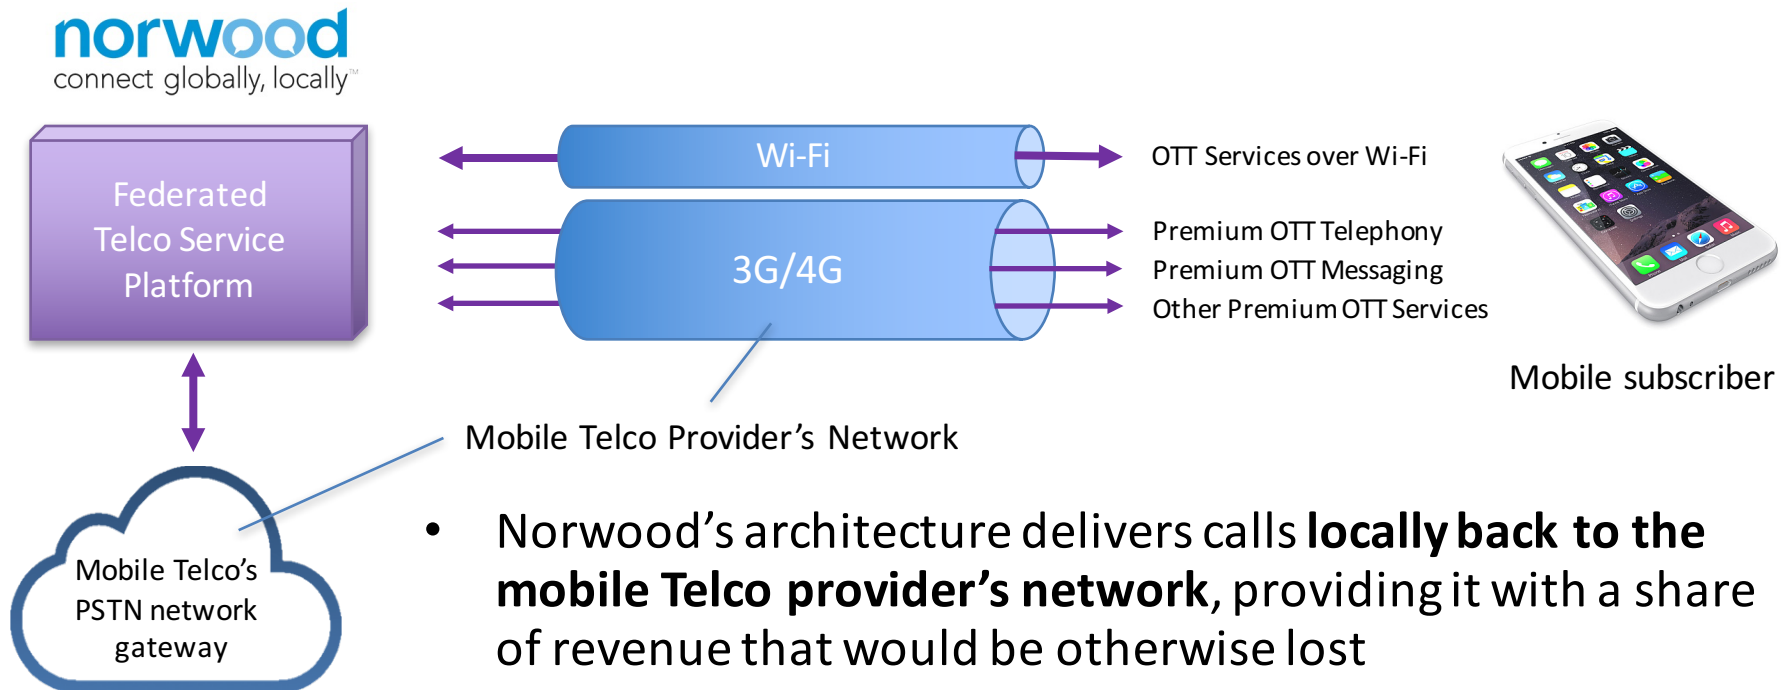 norwood
connect globally, locally™
Federated
Telco Service
Platform
Wi-Fi
OTT Services over Wi-Fi
3G/4G
Premium OTT Telephony
Premium OTT Messaging
Other Premium OTT Services
Mobile subscriber
Mobile Telco Provider’s Network
Mobile Telco’s
PSTN network
gateway
• Norwood’s architecture delivers calls locally back to the
mobile Telco provider’s network, providing it with a share
of revenue that would be otherwise lost